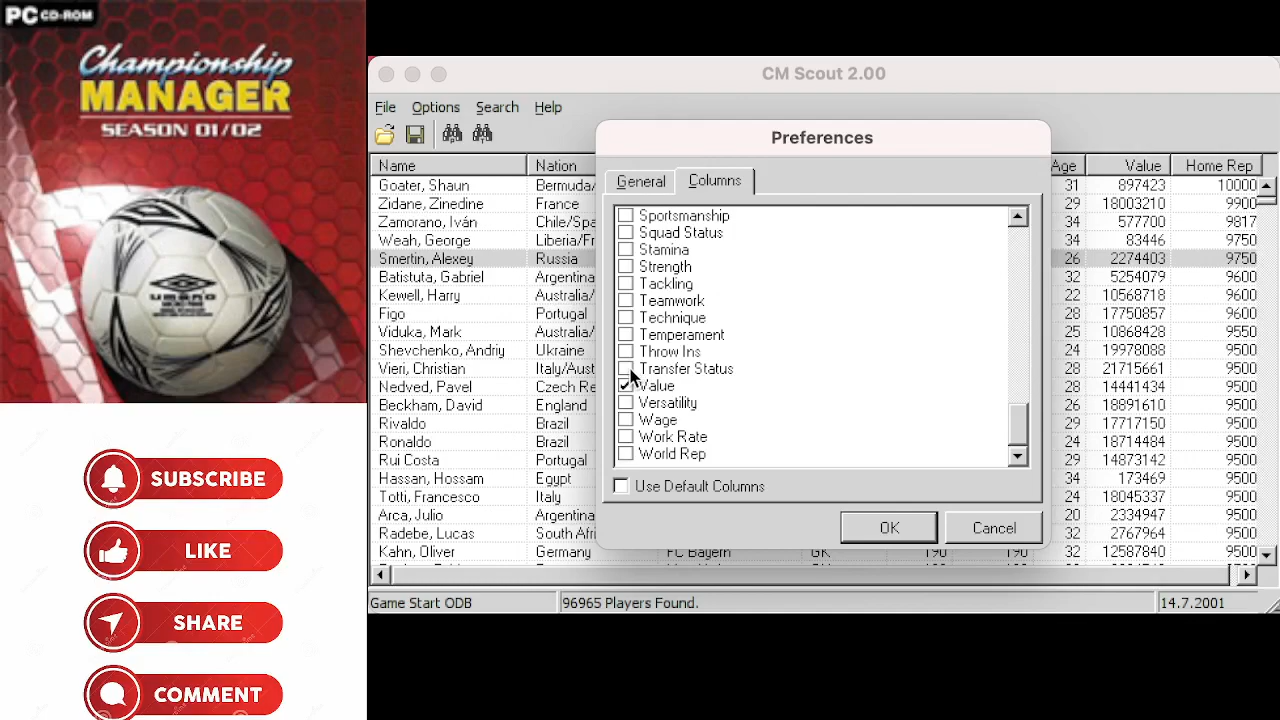 PC CD-ROM
Championship
MANAGER
SEASON 01/02
UMBRO
SUBSCRIBE
LIKE
SHARE
COMMENT
CM Scout 2.00
File Options Search Help
Name Nation Age Value Home Rep
Goater, Shaun Bermuda/ 31 897423 10000
Zidane, Zinedine France 29 18003210 9900
Zamorano, Iván Chile/Spa 34 577700 9817
Weah, George Liberia/Fr 34 83446 9750
Smertin, Alexey Russia 26 2274403 9750
Batistuta, Gabriel Argentina 32 5254079 9600
Kewell, Harry Australia/ 22 10568718 9600
Figo Portugal 28 17750857 9600
Viduka, Mark Australia/ 25 10868428 9550
Shevchenko, Andriy Ukraine 24 19978088 9500
Vieri, Christian Italy/Aust 28 21715661 9500
Nedved, Pavel Czech Re 28 14441434 9500
Beckham, David England 26 18891610 9500
Rivaldo Brazil 29 17717150 9500
Ronaldo Brazil 24 18714484 9500
Rui Costa Portugal 29 14873142 9500
Hassan, Hossam Egypt 34 173469 9500
Totti, Francesco Italy 24 18045337 9500
Arca, Julio Argentina 20 2334947 9500
Radebe, Lucas South Afri 32 2767964 9500
Kahn, Oliver Germany FC Bayern GK 190 190 32 12587840 9500
Game Start ODB 96965 Players Found. 14.7.2001
Preferences
General Columns
Sportsmanship
Squad Status
Stamina
Strength
Tackling
Teamwork
Technique
Temperament
Throw Ins
Transfer Status
Value
Versatility
Wage
Work Rate
World Rep
Use Default Columns
OK Cancel